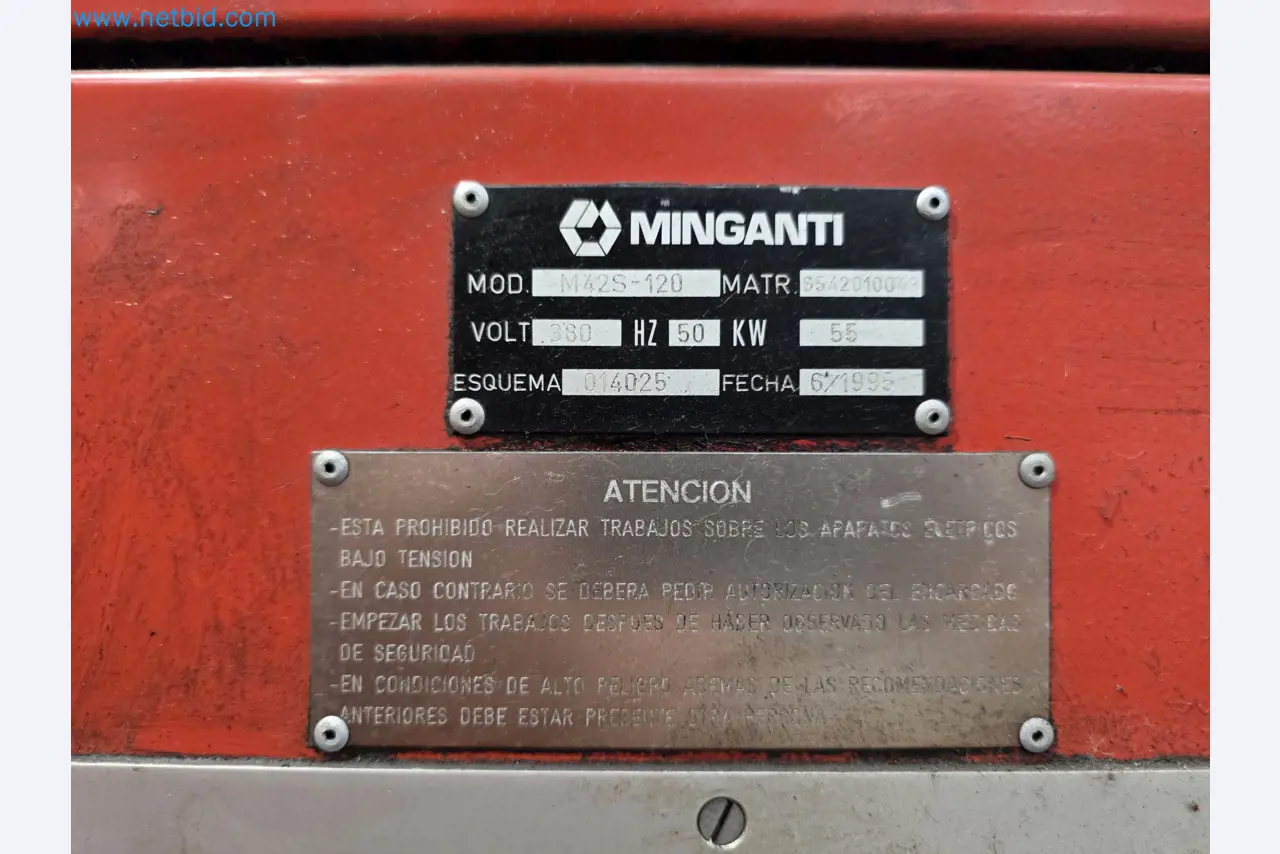 www.netbid.com
MINGANTI
MOD. M42S-120 MATR.
VOLT 380 HZ 50 KW 55
ESQUEMA 014025 FECHA 6/1995
ATENCION
-ESTA PROHIBIDO REALIZAR TRABAJOS SOBRE LOS APARATOS ELETRICOS
BAJO TENSION
-EN CASO CONTRARIO SE DEBERA PEDIR AUTORIZACION DEL ENCARGADO
-EMPEZAR LOS TRABAJOS DESPUES DE HÁBER OBSERVADO LAS MEDIDAS
DE SEGURIDAD
-EN CONDICIONES DE ALTO PELIGRO ADEMAS DE LAS RECOMENDACIONES
ANTERIORES DEBE ESTAR PRESENTE OTRA PERSONA